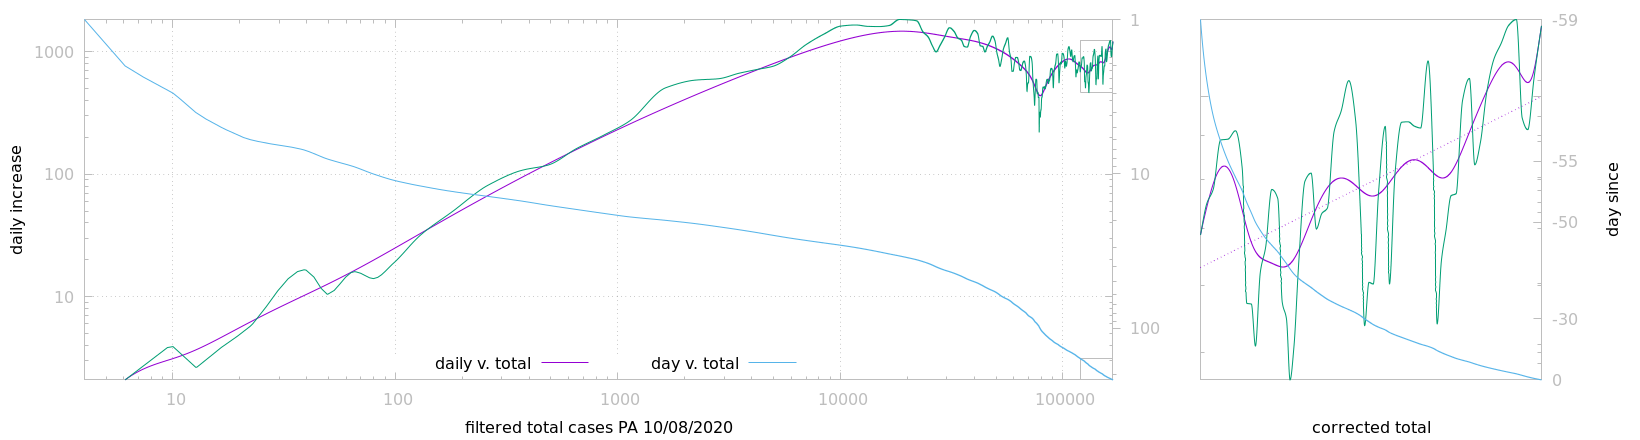 daily increase
1000
100
10
10
100
1000
10000
100000
1
10
100
daily v. total
day v. total
filtered total cases PA 10/08/2020
-59
-55
-50
-30
0
day since
corrected total